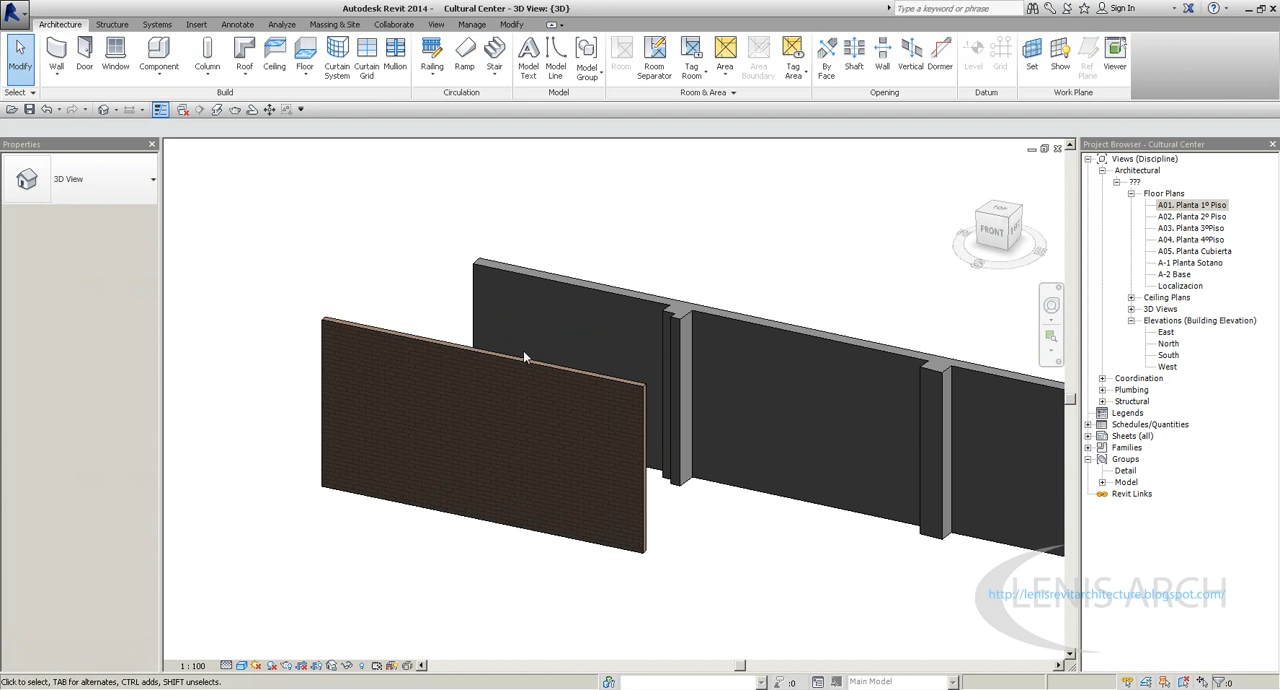 Autodesk Revit 2014 - Cultural Center - 3D View: {3D}
Type a keyword or phrase
Sign In
Architecture Structure Systems Insert Annotate Analyze Massing & Site Collaborate View Manage Modify
Modify Wall Door Window Component Column Roof Ceiling Floor Curtain System Curtain Grid Mullion Railing Ramp Stair Model Text Model Line Model Group Room Room Separator Tag Room Area Area Boundary Tag Area By Face Shaft Wall Vertical Dormer Level Grid Set Show Ref Plane Viewer
Select Build Circulation Model Room & Area Opening Datum Work Plane
Properties
3D View
TOP
FRONT
Project Browser - Cultural Center
Views (Discipline)
Architectural
???
Floor Plans
A01. Planta 1º Piso
A02. Planta 2º Piso
A03. Planta 3ºPiso
A04. Planta 4ºPiso
A05. Planta Cubierta
A-1 Planta Sotano
A-2 Base
Localizacion
Ceiling Plans
3D Views
Elevations (Building Elevation)
East
North
South
West
Coordination
Plumbing
Structural
Legends
Schedules/Quantities
Sheets (all)
Families
Groups
Detail
Model
Revit Links
LENIS ARCH
http://lenisrevitarchitecture.blogspot.com/
1 : 100
Click to select, TAB for alternates, CTRL adds, SHIFT unselects.
:0
Main Model
:0